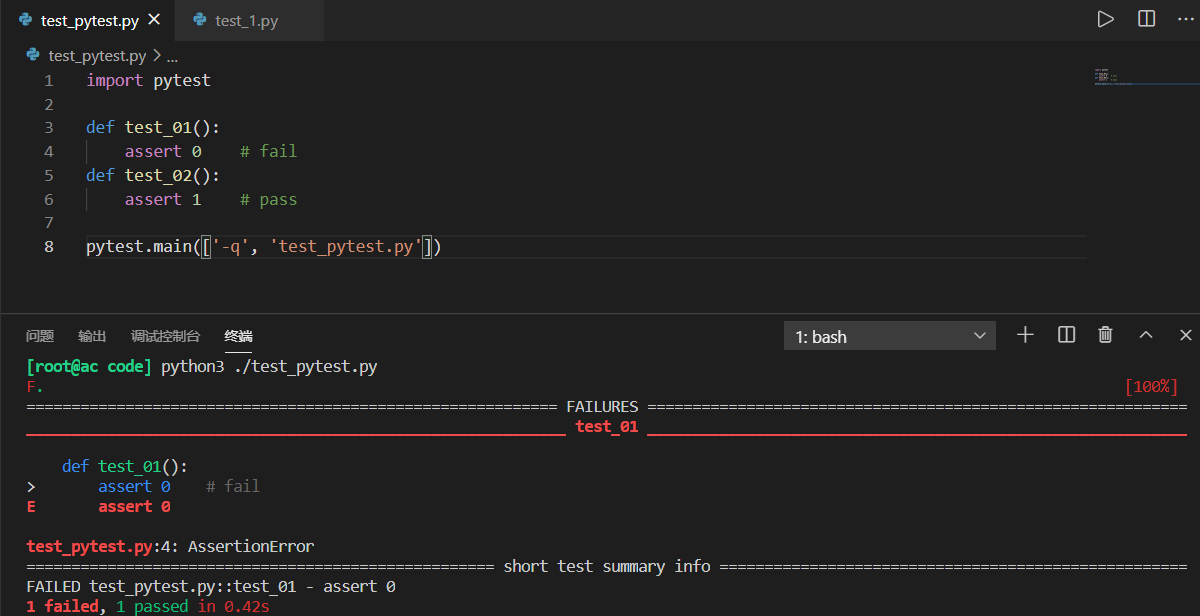 test_pytest.py × test_1.py
test_pytest.py > ...
1 import pytest
2
3 def test_01():
4     assert 0    # fail
5 def test_02():
6     assert 1    # pass
7
8 pytest.main(['-q', 'test_pytest.py'])
问题 输出 调试控制台 终端 1: bash
[root@ac code] python3 ./test_pytest.py
F. [100%]
======================================================== FAILURES ========================================================
________________________________________________________ test_01 ________________________________________________________
    def test_01():
>       assert 0    # fail
E       assert 0
test_pytest.py:4: AssertionError
================================================= short test summary info =================================================
FAILED test_pytest.py::test_01 - assert 0
1 failed, 1 passed in 0.42s